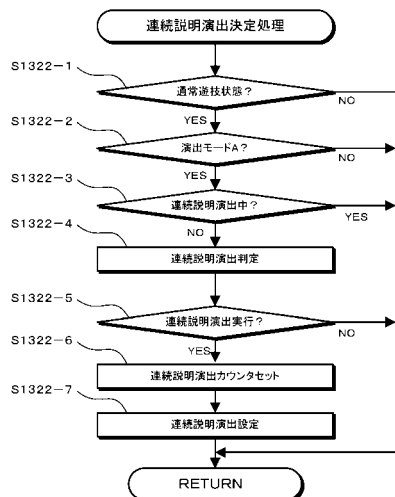 連続説明演出決定処理
S1322-1
通常遊技状態?
NO
YES
S1322-2
演出モードA?
NO
YES
S1322-3
連続説明演出中?
YES
NO
S1322-4
連続説明演出判定
S1322-5
連続説明演出実行?
NO
YES
S1322-6
連続説明演出カウンタセット
S1322-7
連続説明演出設定
RETURN